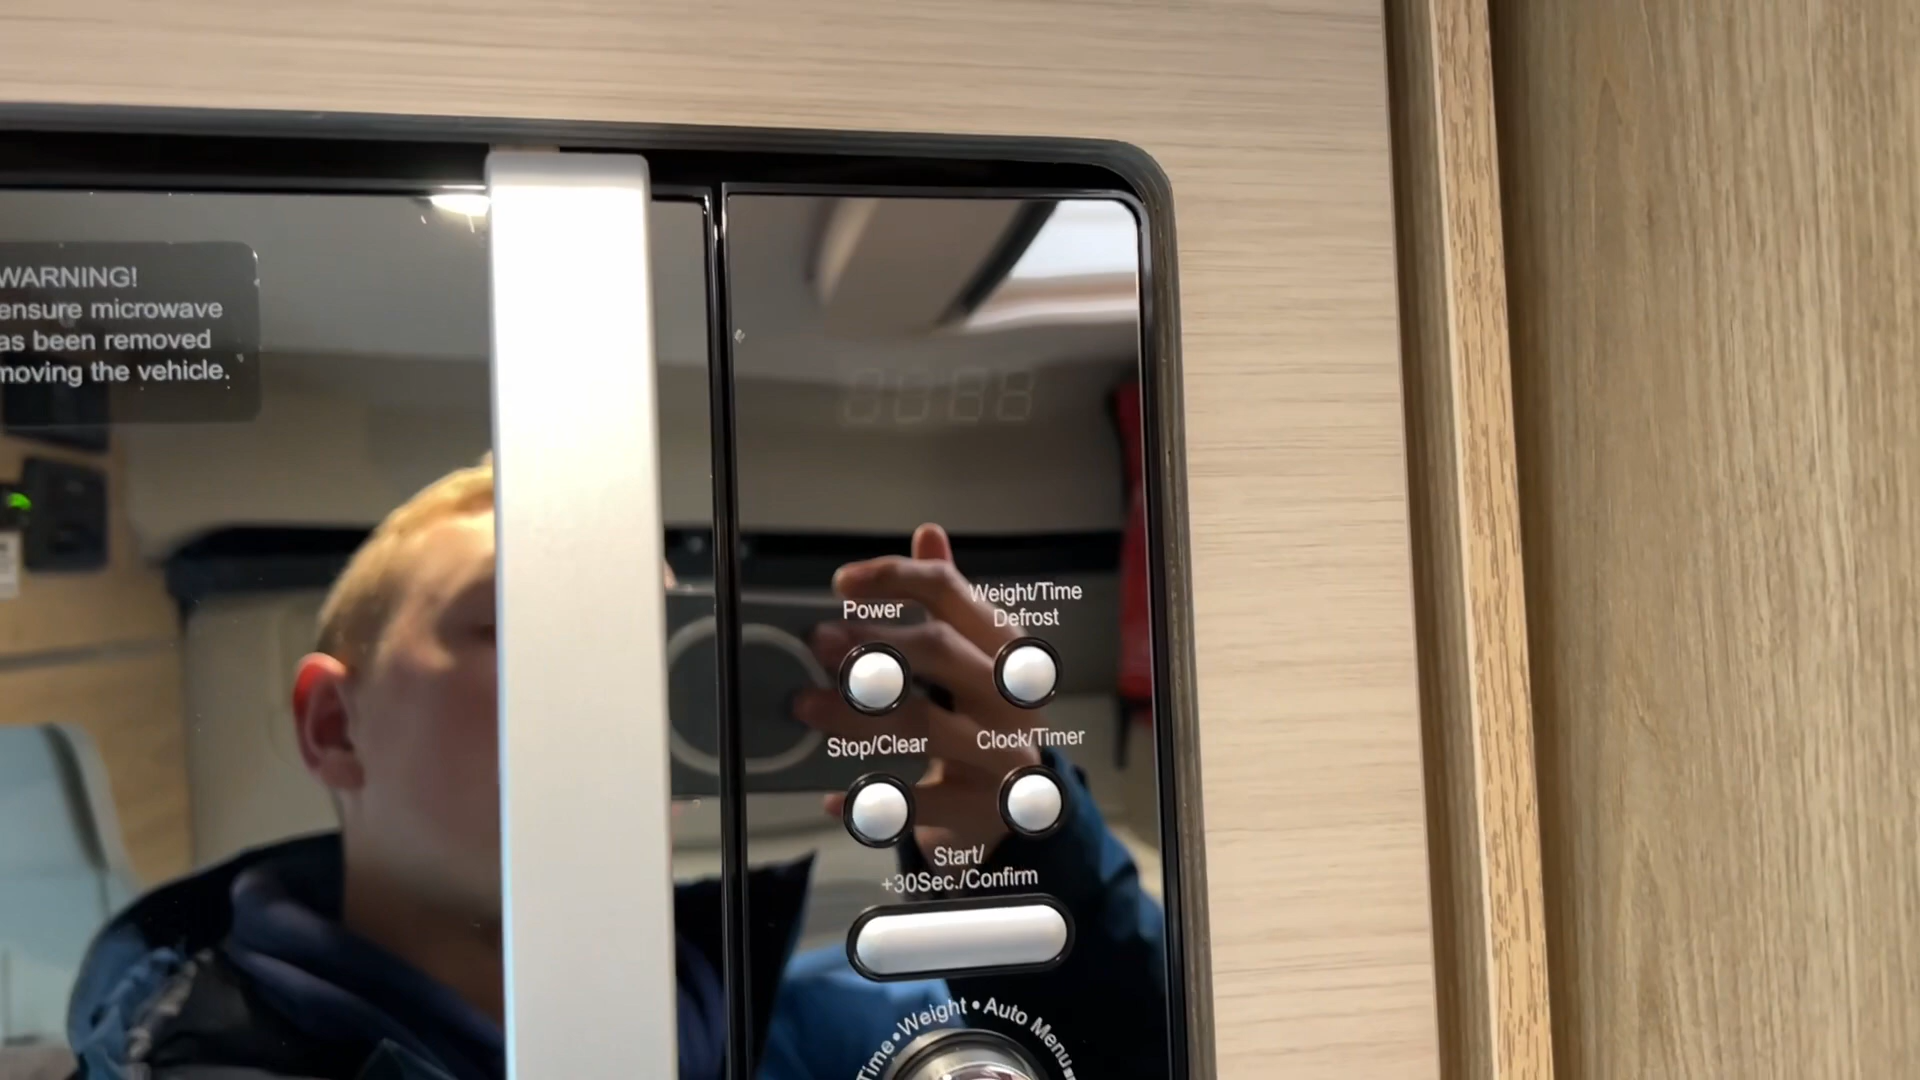 WARNING!
ensure microwave
as been removed
moving the vehicle.
Power
Weight/Time
Defrost
Stop/Clear
Clock/Timer
Start/
+30Sec./Confirm
Time•Weight•Auto Menu